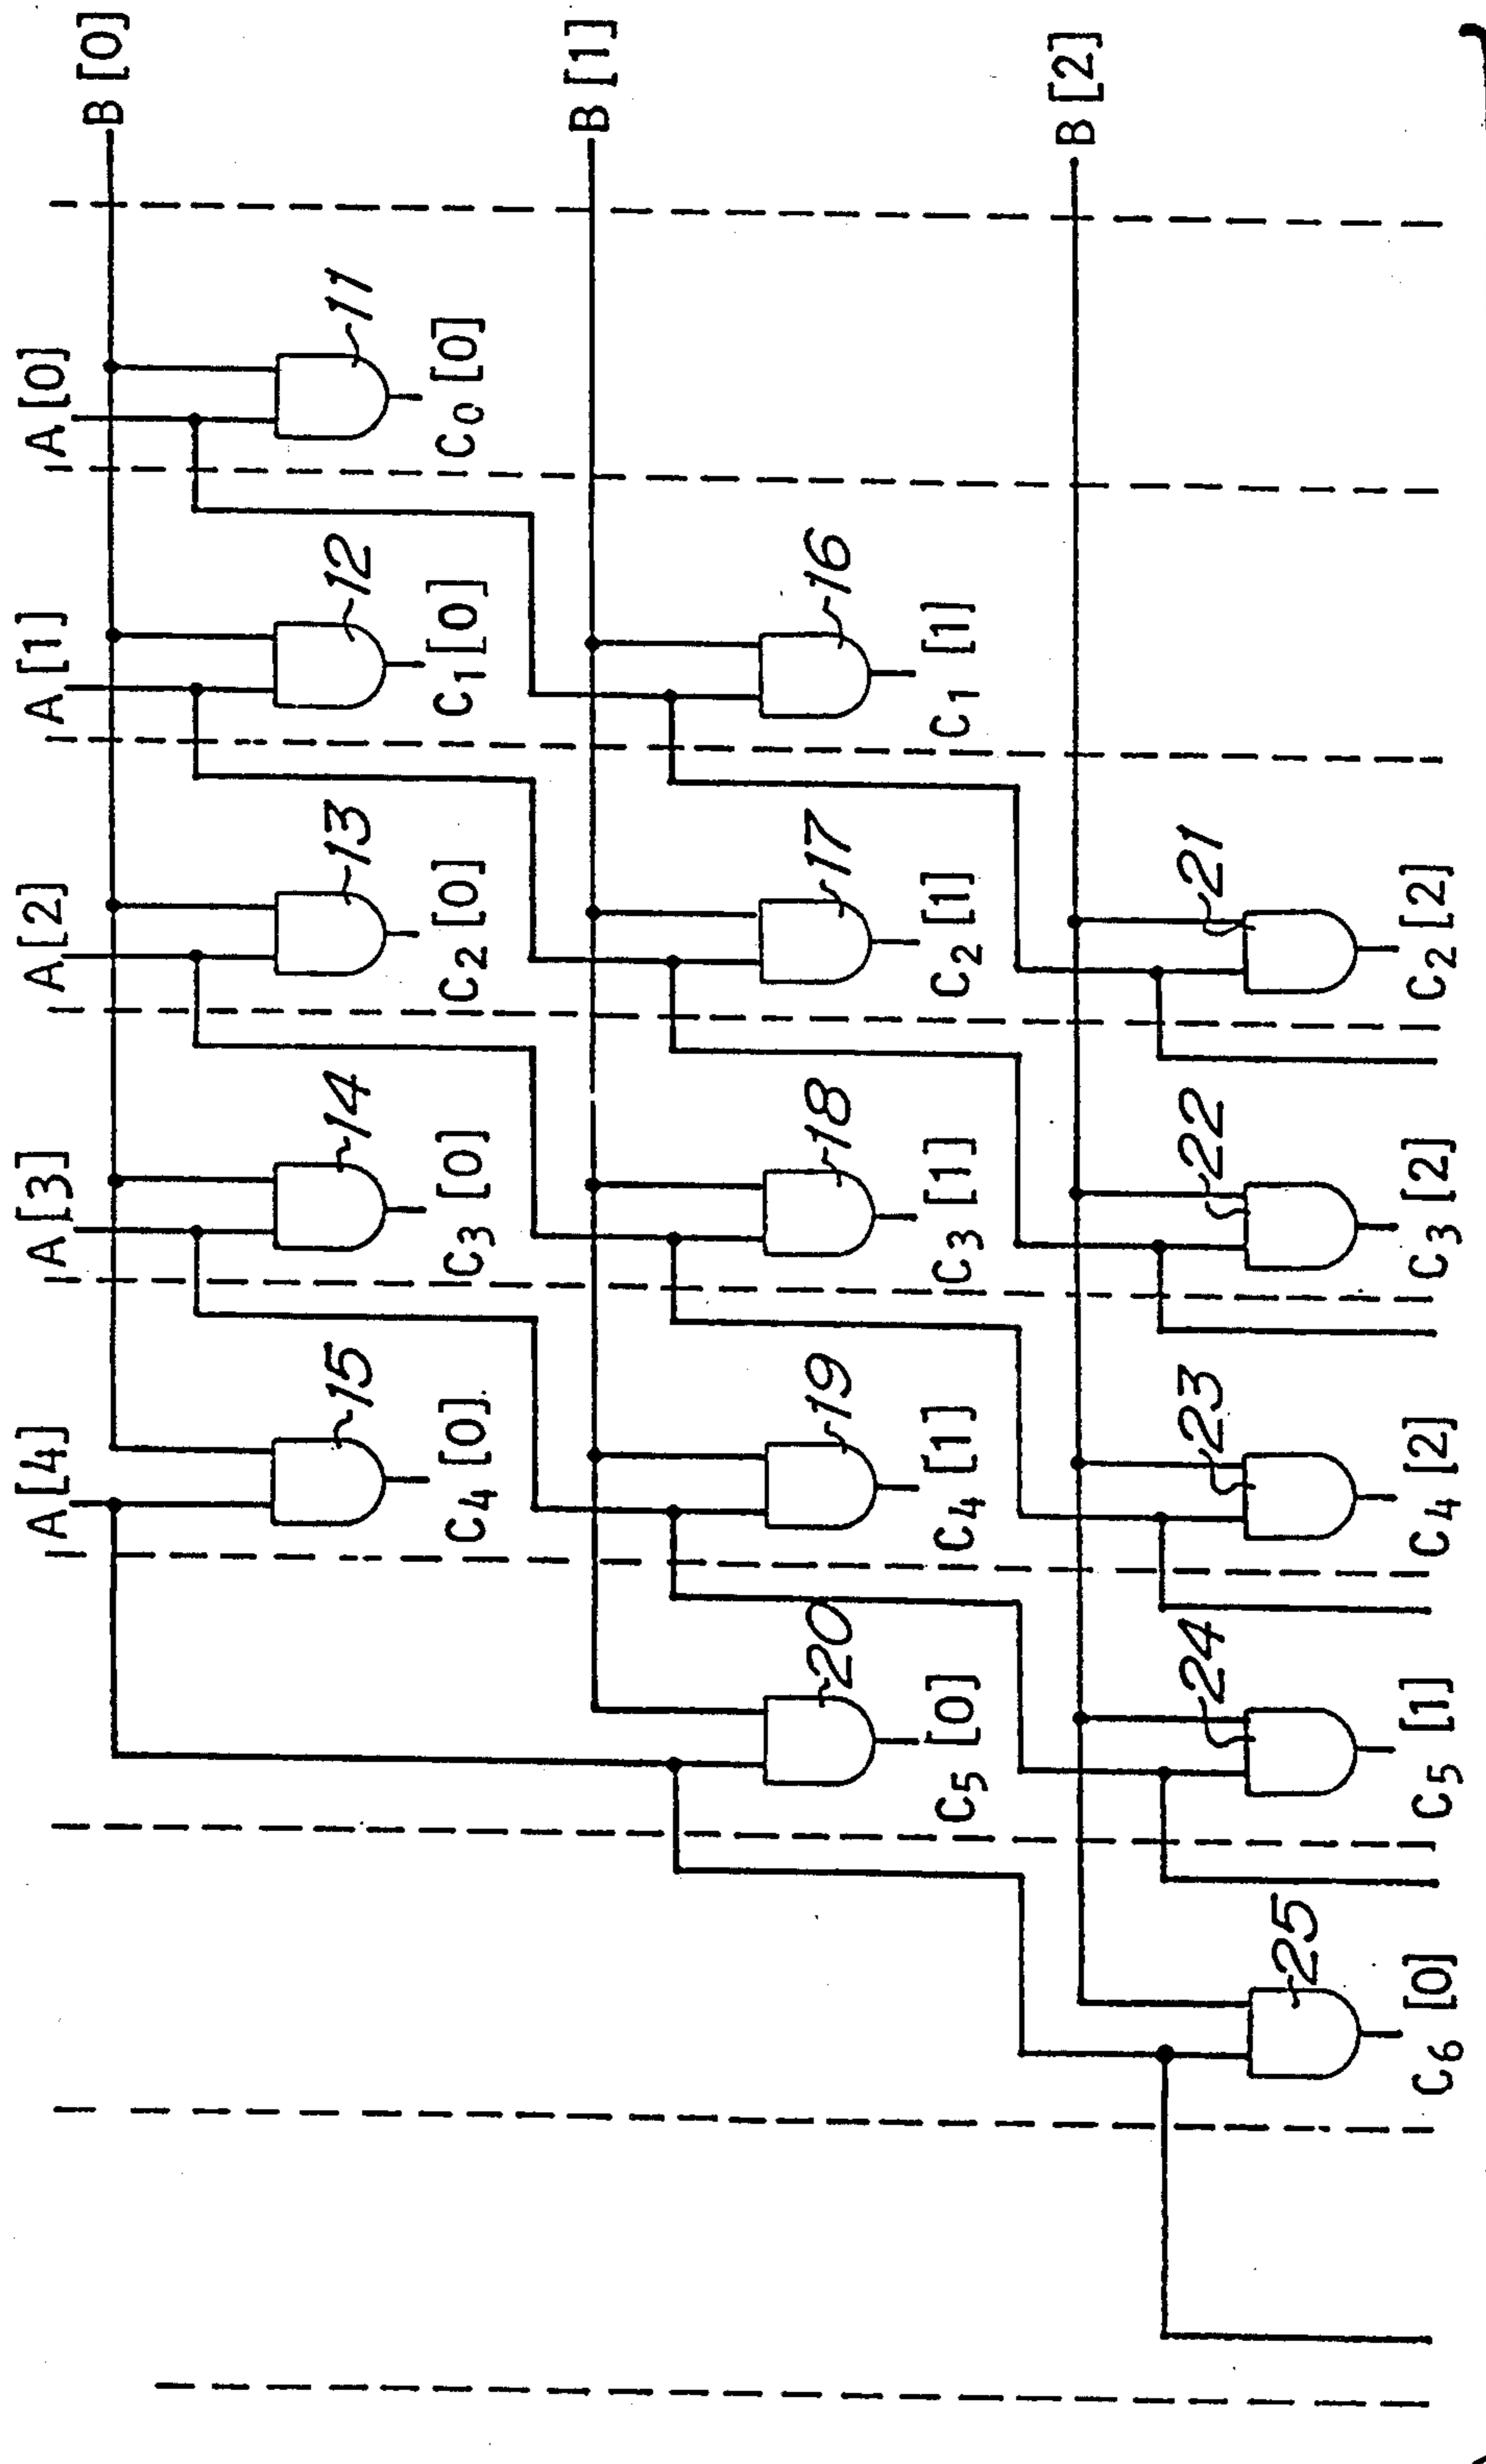 A [4] A [3] A [2] A [1] A [0]
B [0]
15 14 13 12 11
C₄ [0] C₃ [0] C₂ [0] C₁ [0] C₀ [0]
B [1]
20 19 18 17 16
C₅ [0] C₄ [1] C₃ [1] C₂ [1] C₁ [1]
B [2]
24 23 22 21
25
C₆ [0] C₅ [1] C₄ [2] C₃ [2] C₂ [2]